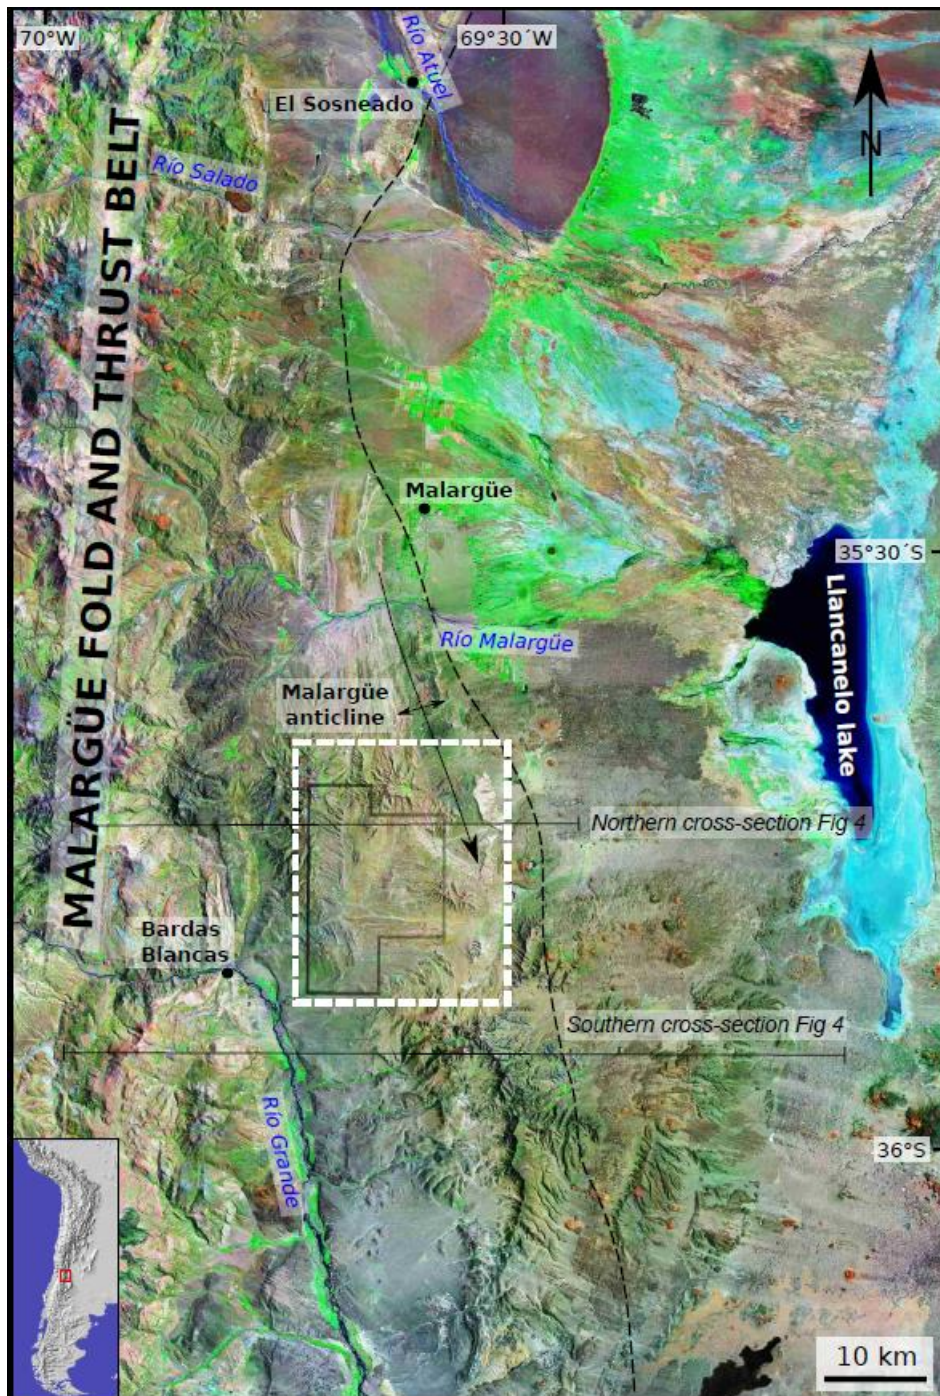 70°W
69°30´W
Río Atuel
El Sosneado
N
Río Salado
MALARGÜE FOLD AND THRUST BELT
Malargüe
35°30´S
Llancanelo lake
Río Malargüe
Malargüe
anticline
Northern cross-section Fig 4
Bardas
Blancas
Southern cross-section Fig 4
Río Grande
36°S
10 km